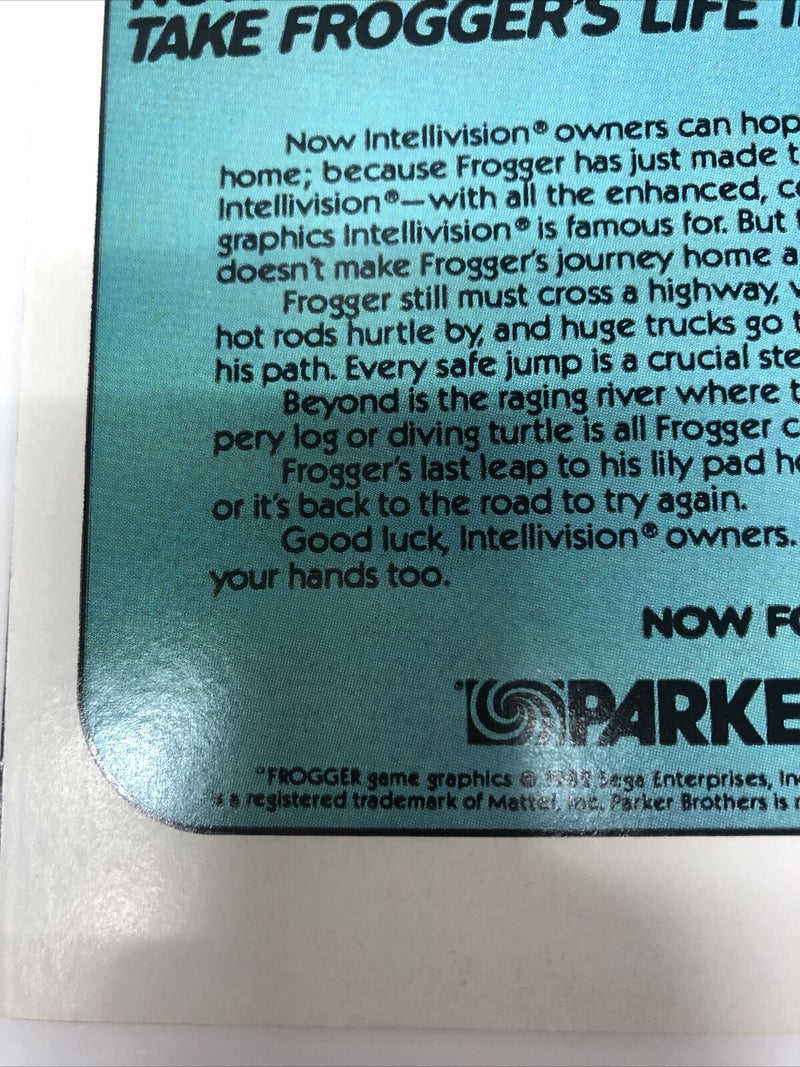 TAKE FROGGER'S LIFE I
Now Intellivision® owners can hop
home; because Frogger has just made t
Intellivision®—with all the enhanced, c
graphics Intellivision® is famous for. But
doesn't make Frogger's journey home a
Frogger still must cross a highway,
hot rods hurtle by, and huge trucks go t
his path. Every safe jump is a crucial ste
Beyond is the raging river where t
pery log or diving turtle is all Frogger c
Frogger's last leap to his lily pad h
or it's back to the road to try again.
Good luck, Intellivision® owners.
your hands too.
NOW FO
PARKE
"FROGGER game graphics © 1982 Sega Enterprises, In
is a registered trademark of Mattel, Inc. Parker Brothers is